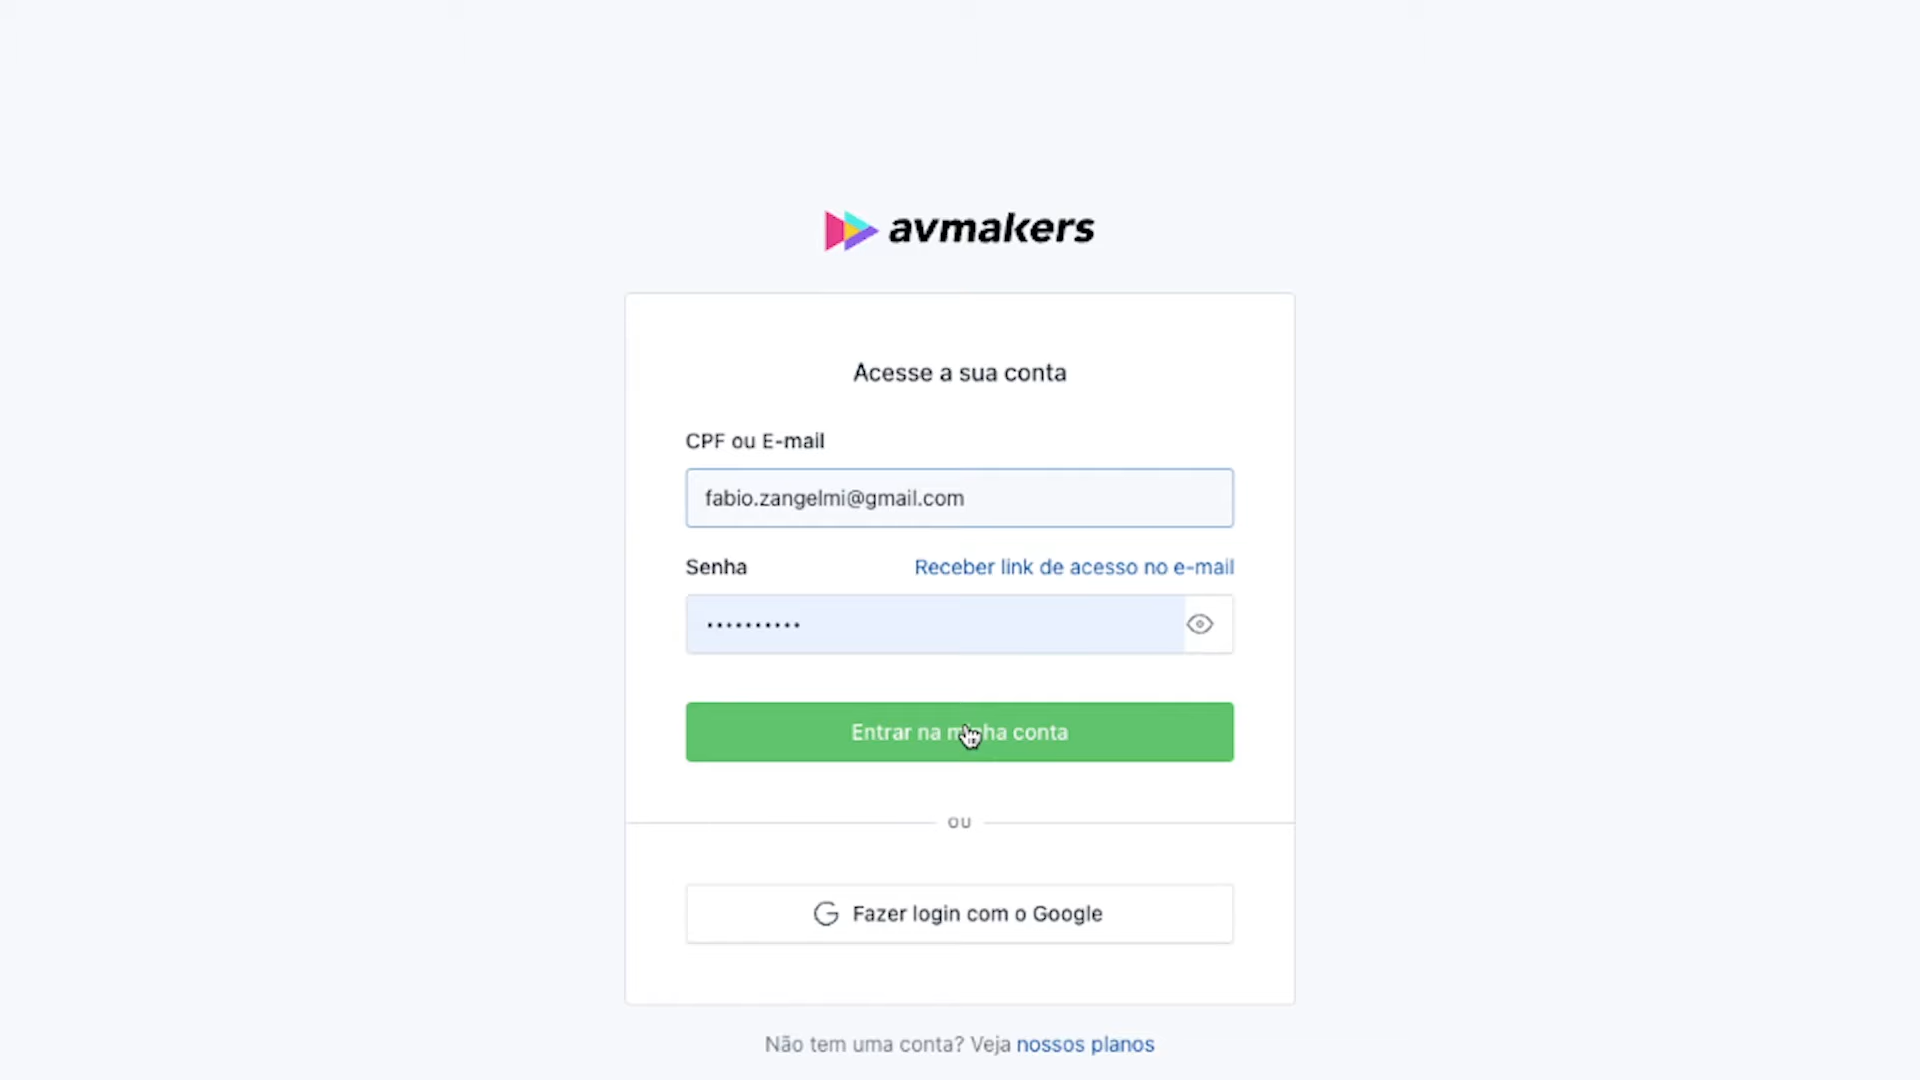 avmakers
Acesse a sua conta
CPF ou E-mail
fabio.zangelmi@gmail.com
Senha
Receber link de acesso no e-mail
••••••••••
Entrar na minha conta
ou
Fazer login com o Google
Não tem uma conta? Veja nossos planos